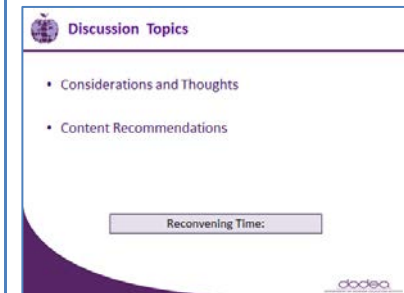 Discussion Topics
• Considerations and Thoughts
• Content Recommendations
Reconvening Time:
dodea